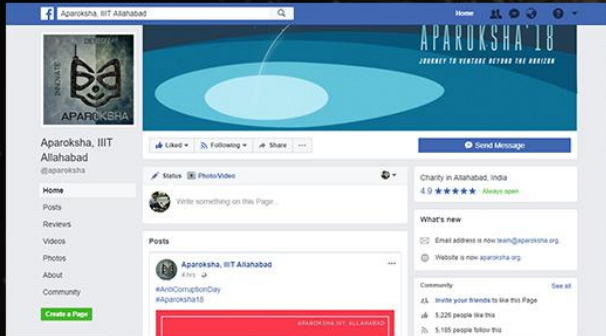 Aparoksha, IIIT Allahabad
Home
INNOVATE
APAROKSHA
APAROKSHA'18
JOURNEY TO VENTURE BEYOND THE HORIZON
Aparoksha, IIIT
Allahabad
@aparoksha
Home
Posts
Reviews
Videos
Photos
About
Community
Create a Page
Liked
Following
Share
Send Message
Status
Photo/Video
Write something on this Page...
Posts
Aparoksha, IIIT Allahabad
4 hrs
#AntiCorruptionDay
#Aparoksha18
APAROKSHA, IIIT ALLAHABAD
Charity in Allahabad, India
4.9 ★★★★★ Always open
What's new
Email address is now team@aparoksha.org.
Website is now aparoksha.org.
Community
See all
Invite your friends to like this Page
5,226 people like this
5,185 people follow this